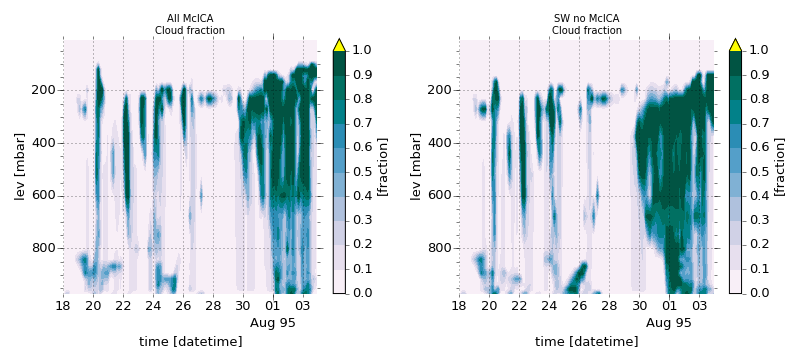 All McICA
Cloud fraction
lev [mbar]
200
400
600
800
18 20 22 24 26 28 30 01 03
Aug 95
time [datetime]
1.0
0.9
0.8
0.7
0.6
0.5
0.4
0.3
0.2
0.1
0.0
[fraction]
SW no McICA
Cloud fraction
lev [mbar]
200
400
600
800
18 20 22 24 26 28 30 01 03
Aug 95
time [datetime]
1.0
0.9
0.8
0.7
0.6
0.5
0.4
0.3
0.2
0.1
0.0
[fraction]